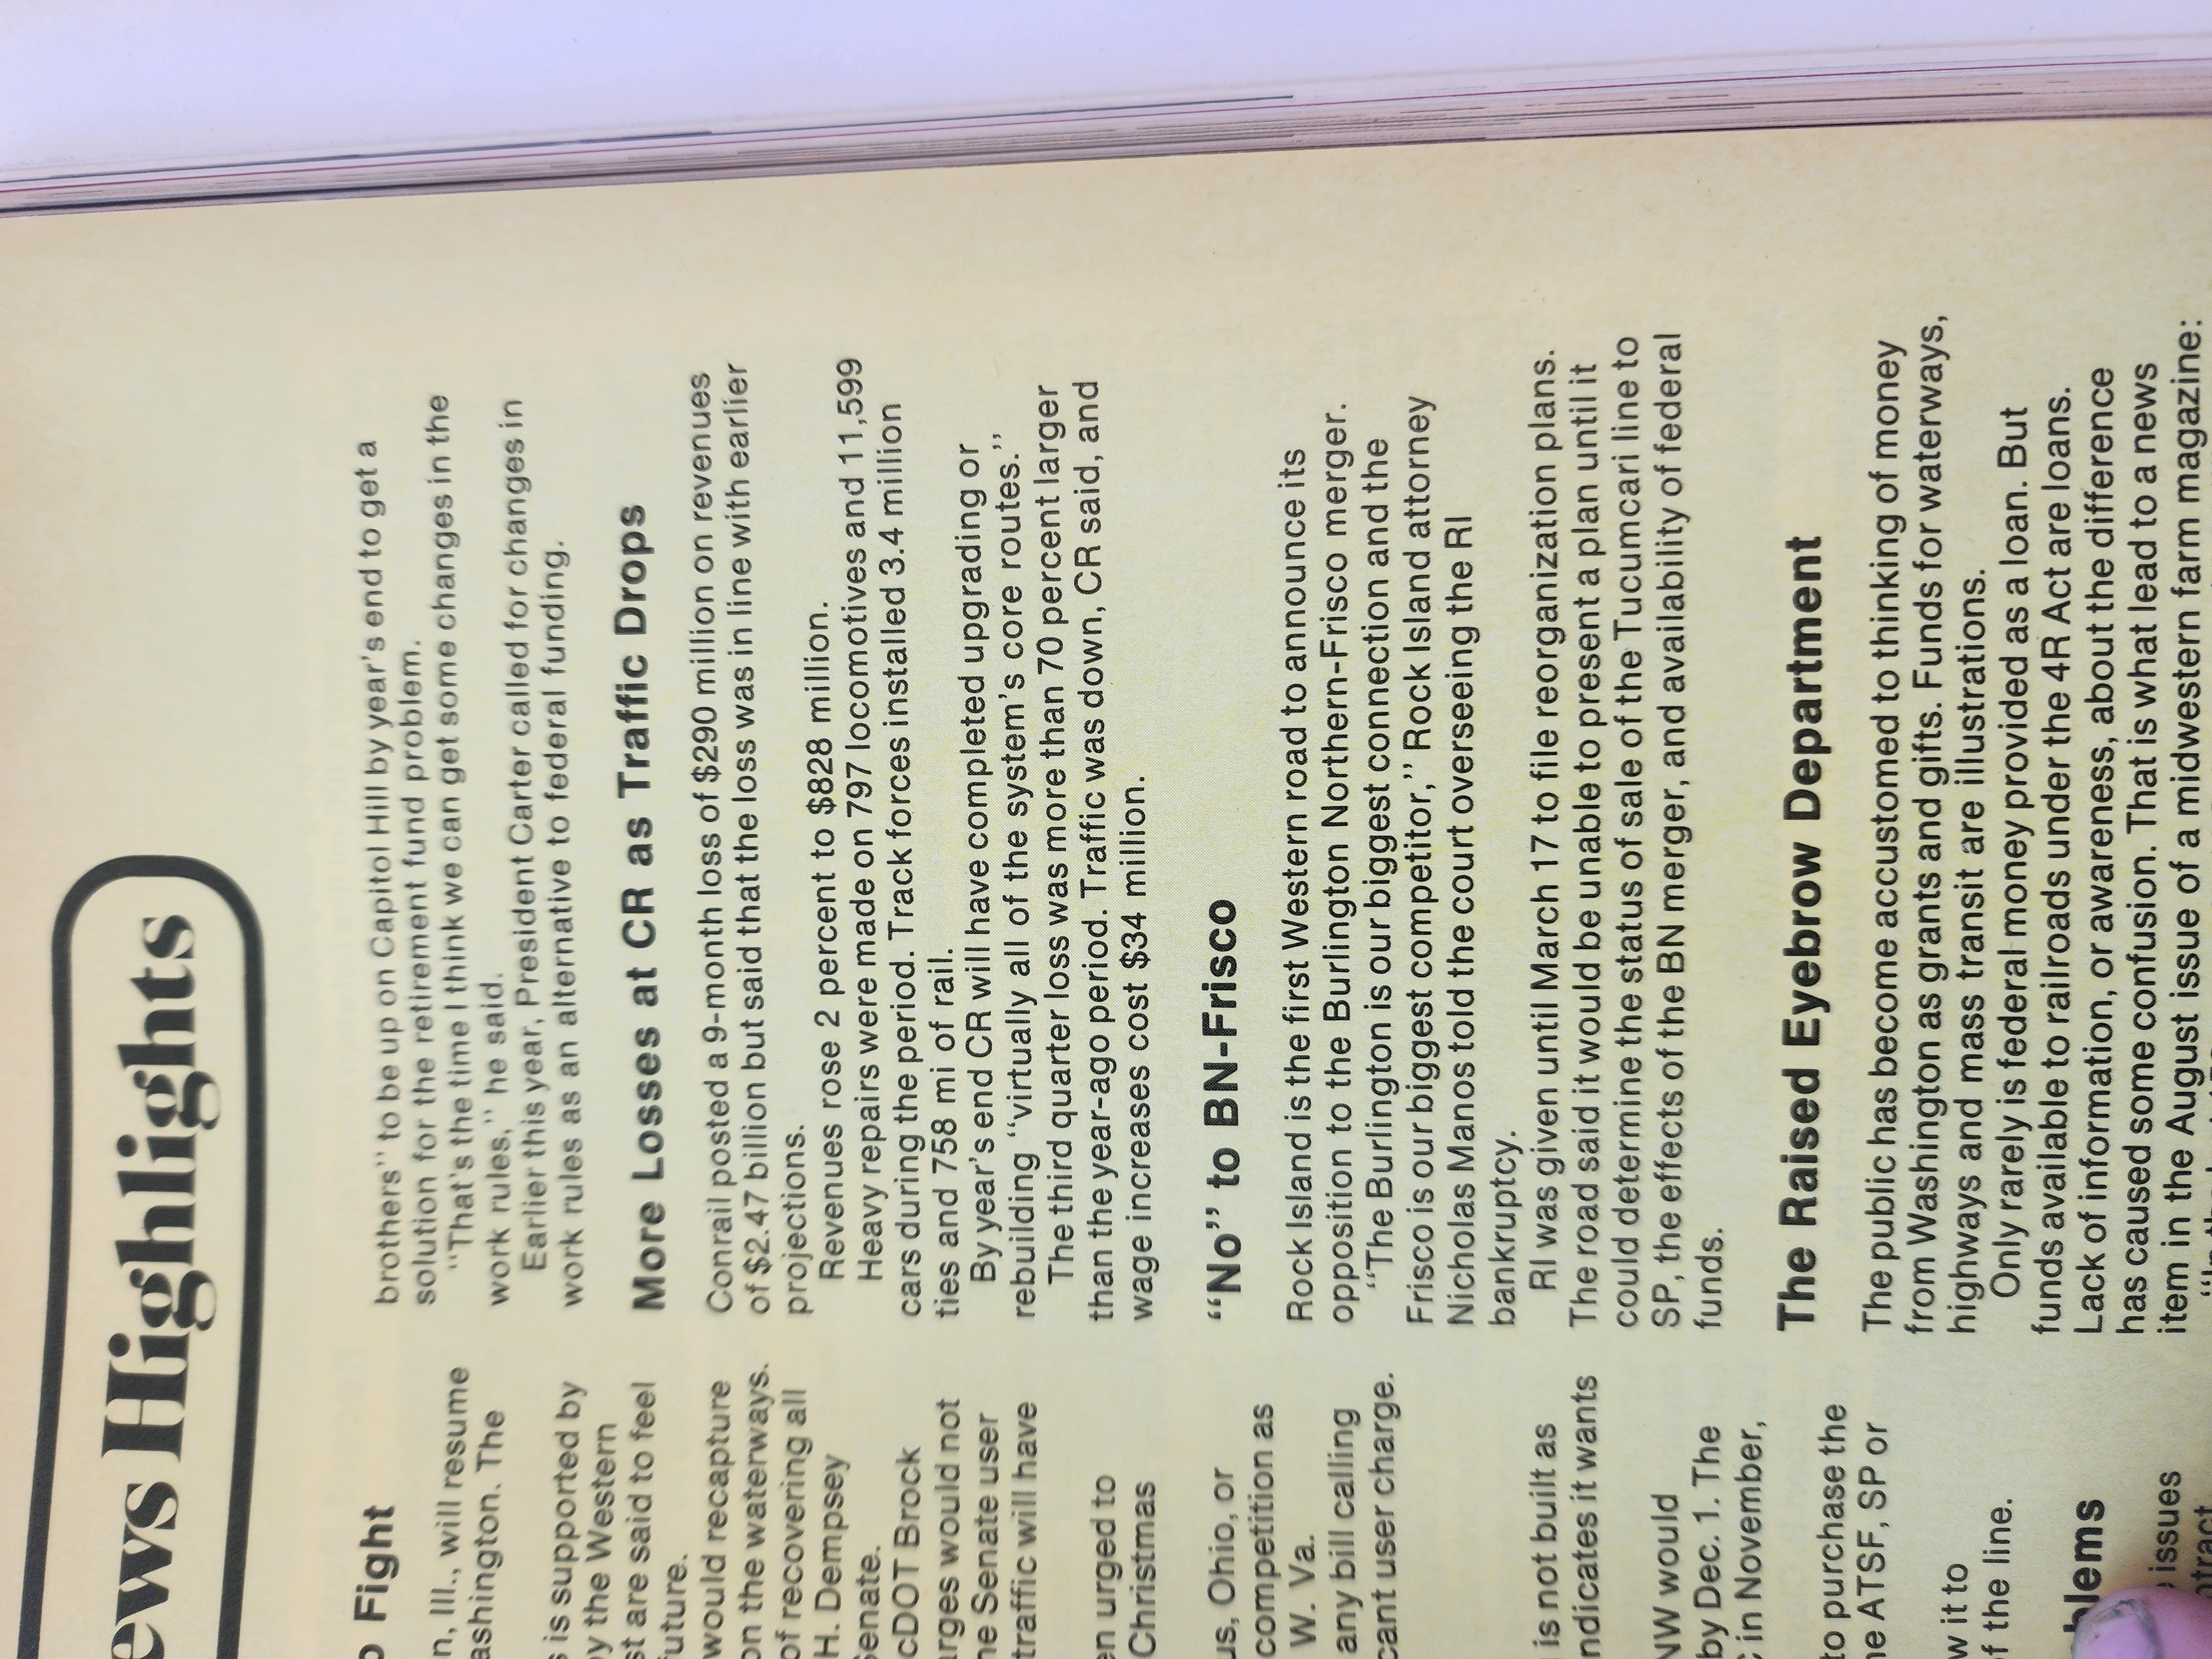 ews Highlights
o Fight
n, Ill., will resume
ashington. The
is supported by
by the Western
st are said to feel
future.
would recapture
on the waterways.
of recovering all
H. Dempsey
Senate.
cDOT Brock
arges would not
he Senate user
traffic will have
en urged to
Christmas
us, Ohio, or
competition as
W. Va.
any bill calling
cant user charge.
is not built as
ndicates it wants
NW would
by Dec. 1. The
in November,
to purchase the
he ATSF, SP or
w it to
f the line.
blems
issues
ntract
brothers" to be up on Capitol Hill by year's end to get a
solution for the retirement fund problem.
"That's the time I think we can get some changes in the
work rules," he said.
Earlier this year, President Carter called for changes in
work rules as an alternative to federal funding.
More Losses at CR as Traffic Drops
Conrail posted a 9-month loss of $290 million on revenues
of $2.47 billion but said that the loss was in line with earlier
projections.
Revenues rose 2 percent to $828 million.
Heavy repairs were made on 797 locomotives and 11,599
cars during the period. Track forces installed 3.4 million
ties and 758 mi of rail.
By year's end CR will have completed upgrading or
rebuilding "virtually all of the system's core routes."
The third quarter loss was more than 70 percent larger
than the year-ago period. Traffic was down, CR said, and
wage increases cost $34 million.
"No" to BN-Frisco
Rock Island is the first Western road to announce its
opposition to the Burlington Northern-Frisco merger.
"The Burlington is our biggest connection and the
Frisco is our biggest competitor," Rock Island attorney
Nicholas Manos told the court overseeing the RI
bankruptcy.
RI was given until March 17 to file reorganization plans.
The road said it would be unable to present a plan until it
could determine the status of sale of the Tucumcari line to
SP, the effects of the BN merger, and availability of federal
funds.
The Raised Eyebrow Department
The public has become accustomed to thinking of money
from Washington as grants and gifts. Funds for waterways,
highways and mass transit are illustrations.
Only rarely is federal money provided as a loan. But
funds available to railroads under the 4R Act are loans.
Lack of information, or awareness, about the difference
has caused some confusion. That is what lead to a news
item in the August issue of a midwestern farm magazine: